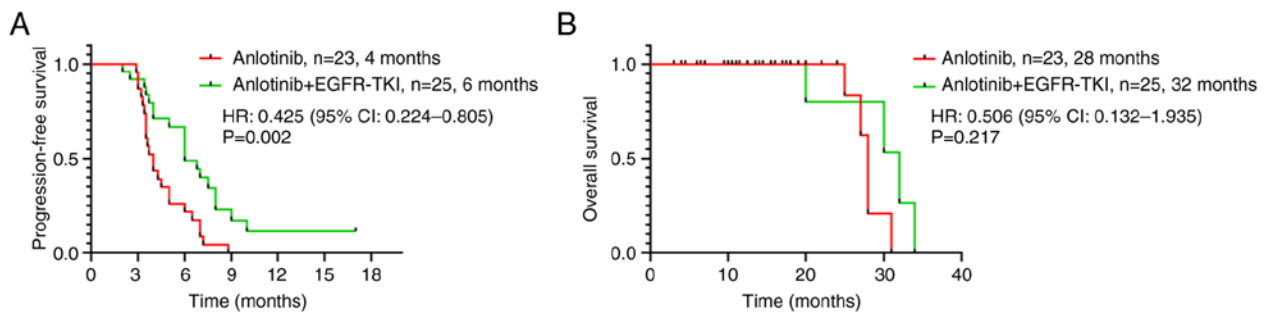 A
Anlotinib, n=23, 4 months
Anlotinib+EGFR-TKI, n=25, 6 months
HR: 0.425 (95% CI: 0.224–0.805)
P=0.002
Progression-free survival
1.0
0.5
0.0
0 3 6 9 12 15 18
Time (months)
B
Anlotinib, n=23, 28 months
Anlotinib+EGFR-TKI, n=25, 32 months
HR: 0.506 (95% CI: 0.132–1.935)
P=0.217
Overall survival
1.0
0.5
0.0
0 10 20 30 40
Time (months)